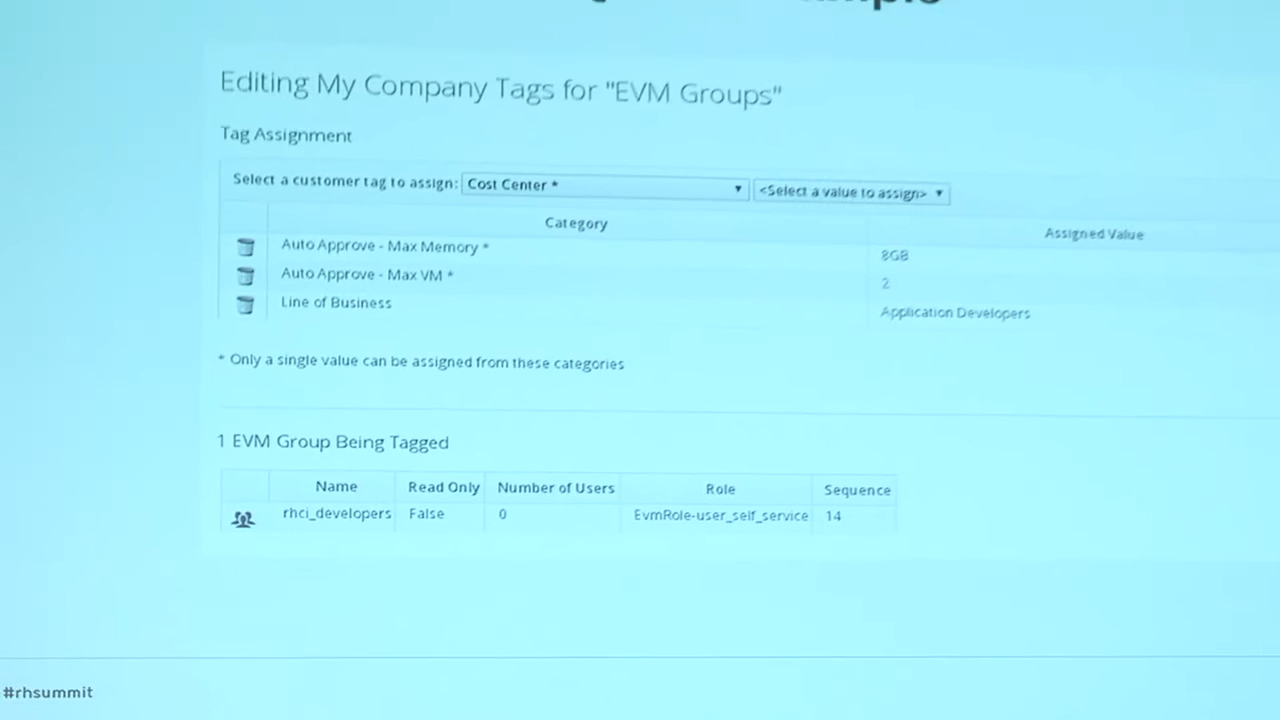 Editing My Company Tags for "EVM Groups"
Tag Assignment
Select a customer tag to assign: Cost Center * <Select a value to assign>
Category Assigned Value
Auto Approve - Max Memory * 8GB
Auto Approve - Max VM * 2
Line of Business Application Developers
* Only a single value can be assigned from these categories
1 EVM Group Being Tagged
Name Read Only Number of Users Role Sequence
rhci_developers False 0 EvmRole-user_self_service 14
#rhsummit